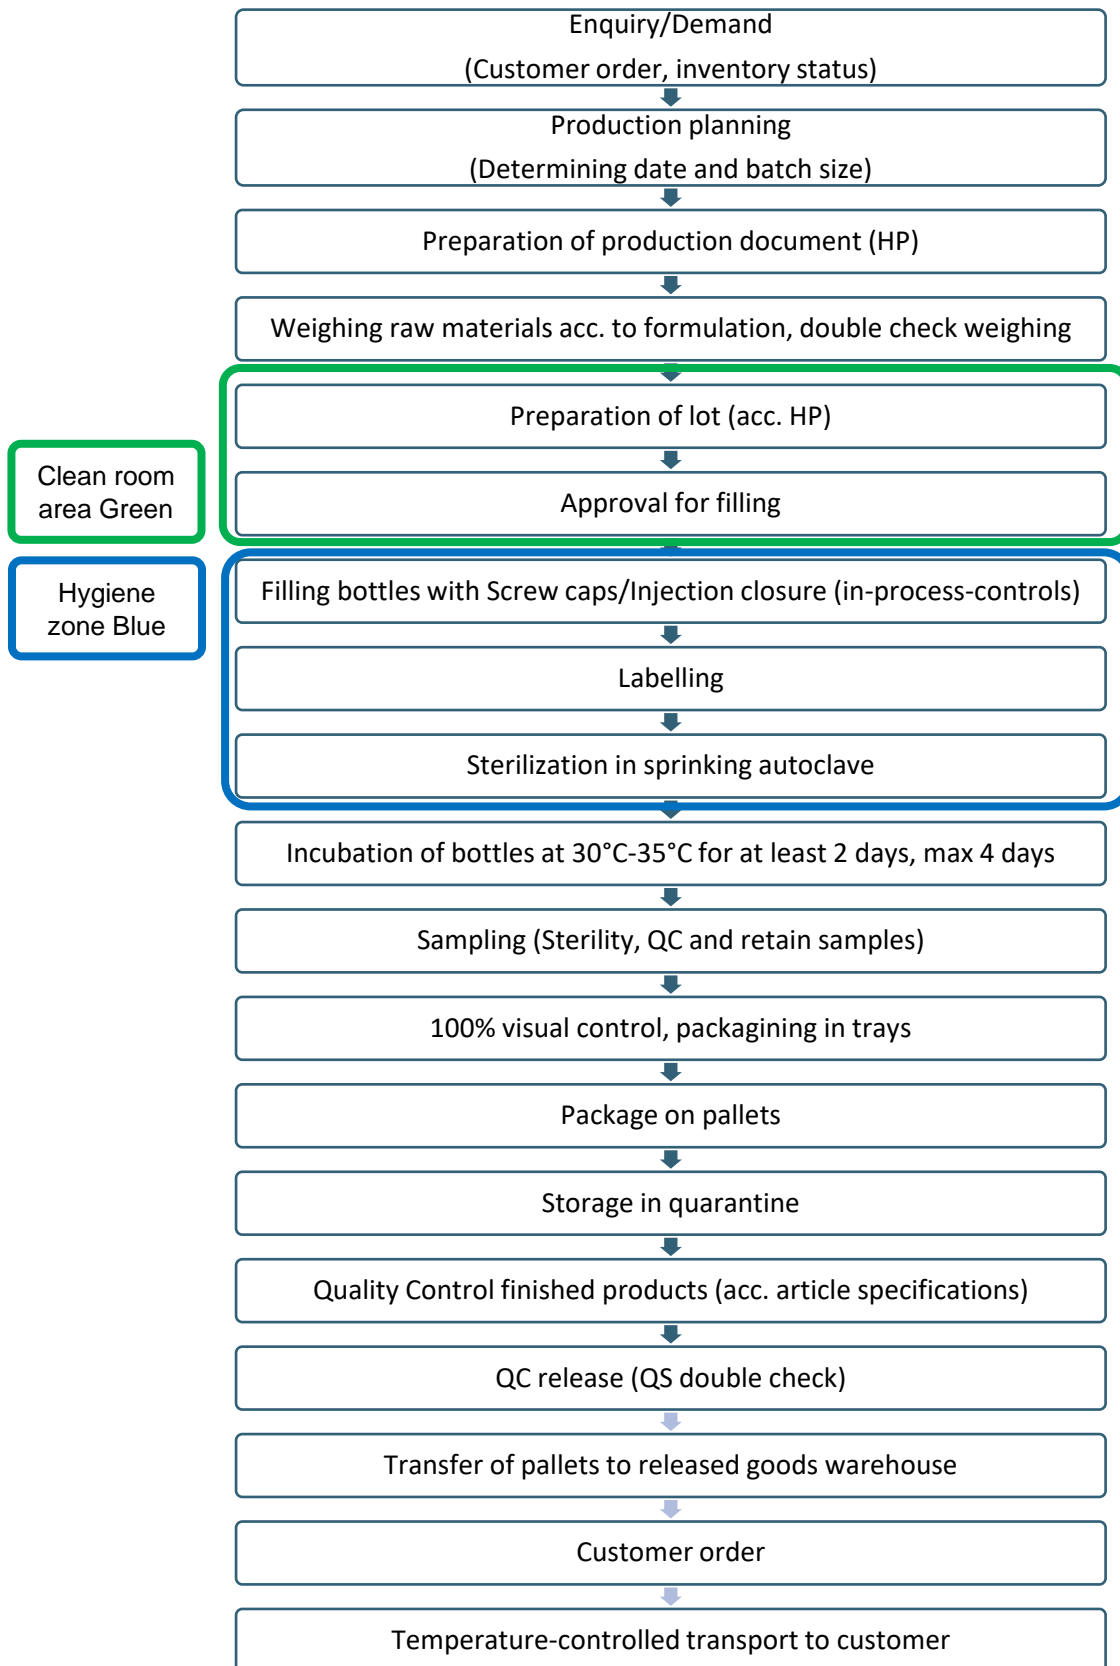 Enquiry/Demand
(Customer order, inventory status)
Production planning
(Determining date and batch size)
Preparation of production document (HP)
Weighing raw materials acc. to formulation, double check weighing
Preparation of lot (acc. HP)
Clean room
area Green
Approval for filling
Hygiene
zone Blue
Filling bottles with Screw caps/Injection closure (in-process-controls)
Labelling
Sterilization in sprinking autoclave
Incubation of bottles at 30°C-35°C for at least 2 days, max 4 days
Sampling (Sterility, QC and retain samples)
100% visual control, packagining in trays
Package on pallets
Storage in quarantine
Quality Control finished products (acc. article specifications)
QC release (QS double check)
Transfer of pallets to released goods warehouse
Customer order
Temperature-controlled transport to customer